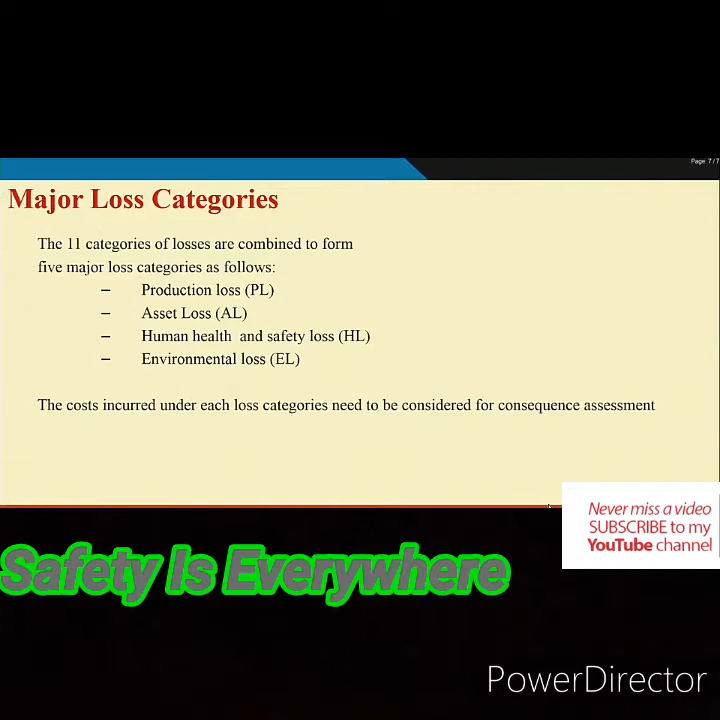 Page: 7 / 7
Major Loss Categories
The 11 categories of losses are combined to form
five major loss categories as follows:
– Production loss (PL)
– Asset Loss (AL)
– Human health and safety loss (HL)
– Environmental loss (EL)
The costs incurred under each loss categories need to be considered for consequence assessment
Never miss a video
SUBSCRIBE to my
YouTube channel
Safety Is Everywhere
PowerDirector